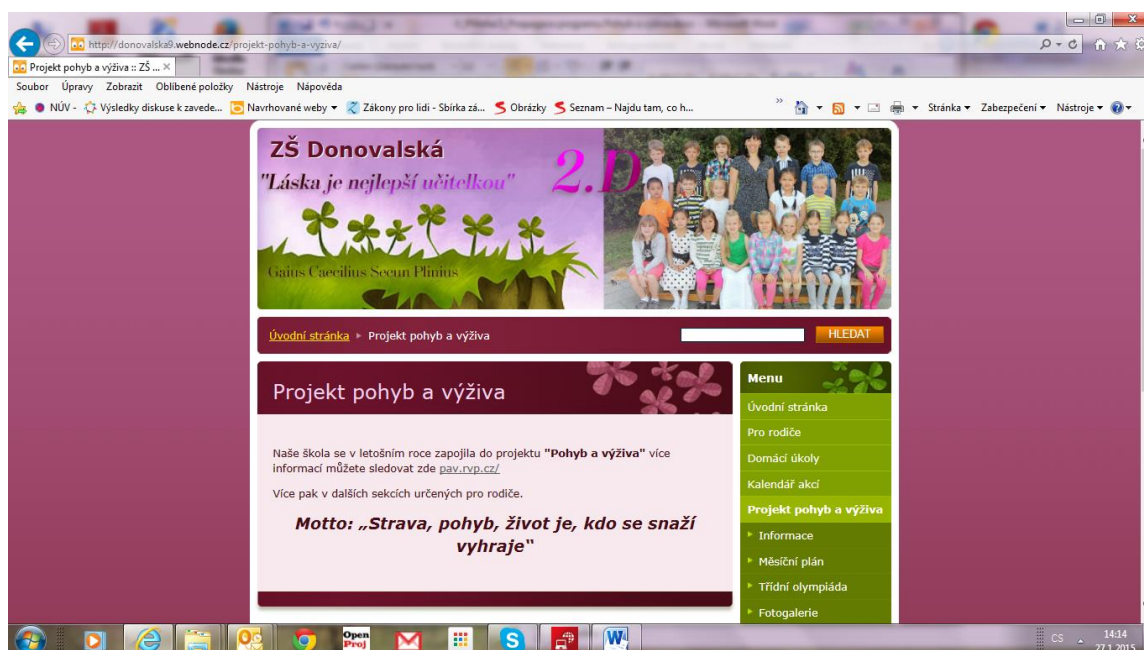 http://donovalska9.webnode.cz/projekt-pohyb-a-vyziva/
Projekt pohyb a výživa :: ZŠ ...
Soubor Úpravy Zobrazit Oblíbené položky Nástroje Nápověda
NÚV - Výsledky diskuse k zavede... Navrhované weby Zákony pro lidi - Sbírka zá... Obrázky Seznam – Najdu tam, co h... » Stránka Zabezpečení Nástroje
ZŠ Donovalská
"Láska je nejlepší učitelkou"
2.D
Gaius Caecilius Secun Plinius
Úvodní stránka ▸ Projekt pohyb a výživa
HLEDAT
Projekt pohyb a výživa
Naše škola se v letošním roce zapojila do projektu "Pohyb a výživa" více
informací můžete sledovat zde pav.rvp.cz/
Více pak v dalších sekcích určených pro rodiče.
Motto: „Strava, pohyb, život je, kdo se snaží
vyhraje“
Menu
Úvodní stránka
Pro rodiče
Domácí úkoly
Kalendář akcí
Projekt pohyb a výživa
Informace
Měsíční plán
Třídní olympiáda
Fotogalerie
Open
Proj
CS
14:14
27.1.2015